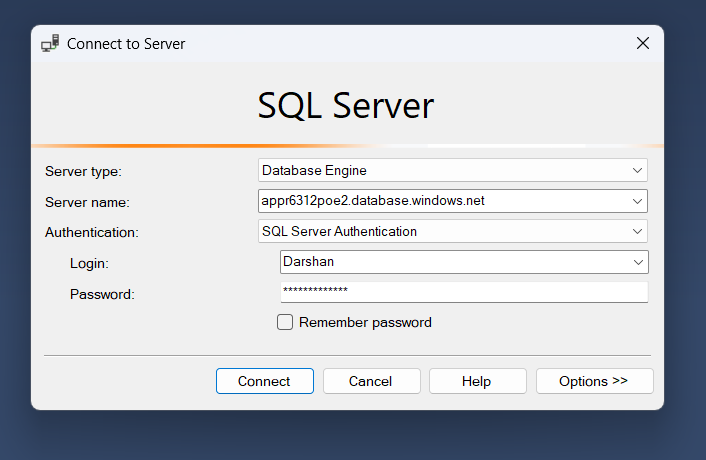 Connect to Server
SQL Server
Server type: Database Engine
Server name: appr6312poe2.database.windows.net
Authentication: SQL Server Authentication
Login: Darshan
Password: *************
Remember password
Connect Cancel Help Options >>